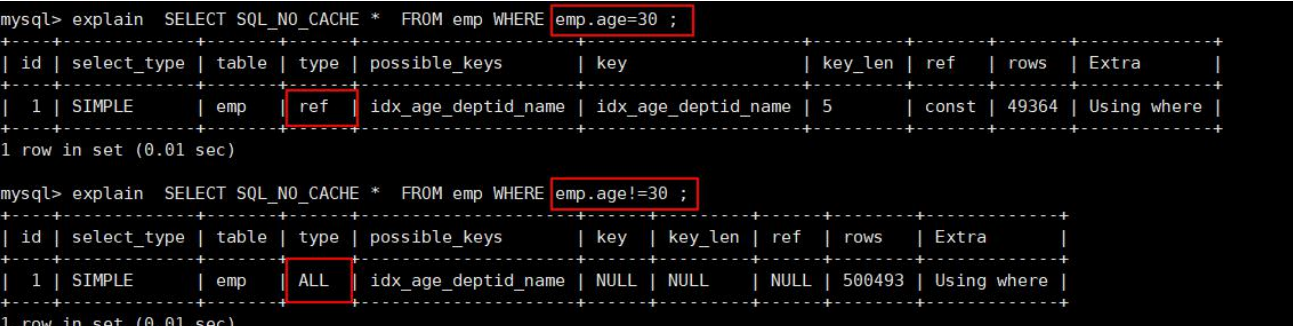 mysql> explain  SELECT SQL_NO_CACHE *  FROM emp WHERE emp.age=30 ;
+----+-------------+-------+------+----------------------+----------------------+---------+-------+-------+-------------+
| id | select_type | table | type | possible_keys        | key                  | key_len | ref   | rows  | Extra       |
+----+-------------+-------+------+----------------------+----------------------+---------+-------+-------+-------------+
|  1 | SIMPLE      | emp   | ref  | idx_age_deptid_name | idx_age_deptid_name | 5       | const | 49364 | Using where |
+----+-------------+-------+------+----------------------+----------------------+---------+-------+-------+-------------+
1 row in set (0.01 sec)
mysql> explain  SELECT SQL_NO_CACHE *  FROM emp WHERE emp.age!=30 ;
+----+-------------+-------+------+----------------------+------+---------+------+--------+-------------+
| id | select_type | table | type | possible_keys        | key  | key_len | ref  | rows   | Extra       |
+----+-------------+-------+------+----------------------+------+---------+------+--------+-------------+
|  1 | SIMPLE      | emp   | ALL  | idx_age_deptid_name | NULL | NULL    | NULL | 500493 | Using where |
+----+-------------+-------+------+----------------------+------+---------+------+--------+-------------+
1 row in set (0.01 sec)